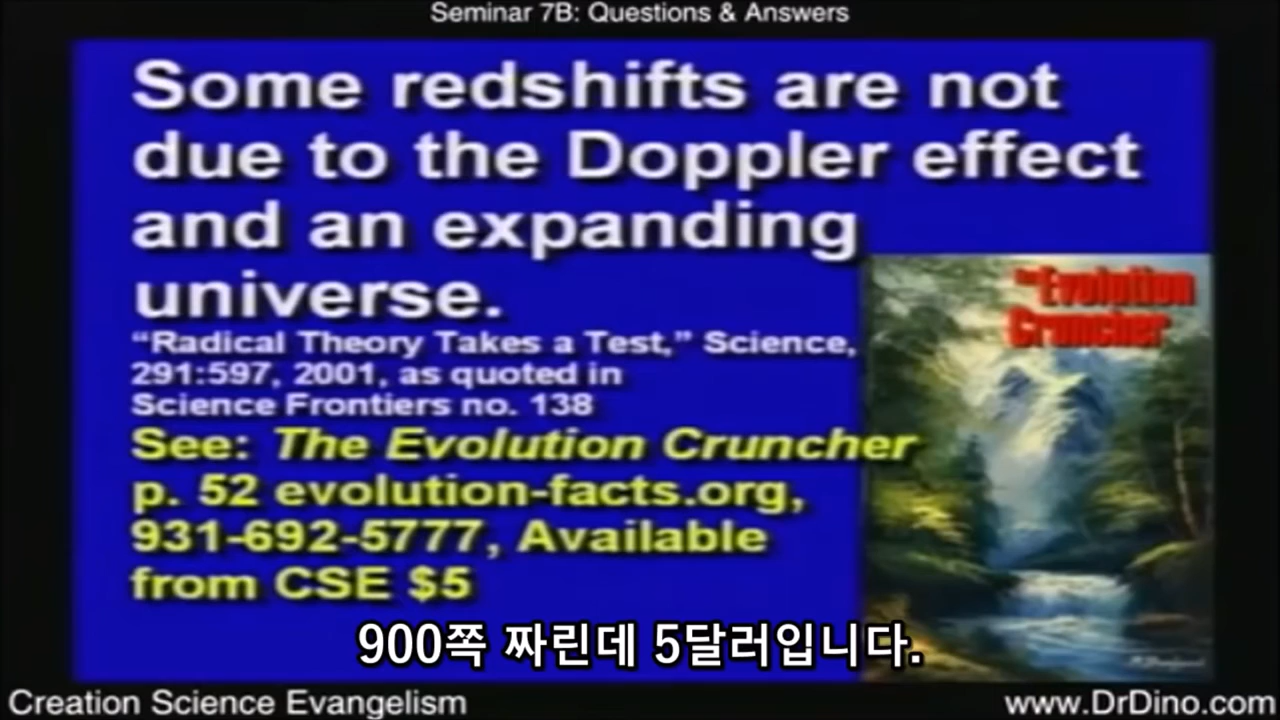 Seminar 7B: Questions & Answers
Some redshifts are not
due to the Doppler effect
and an expanding
universe.
"Radical Theory Takes a Test," Science,
291:597, 2001, as quoted in
Science Frontiers no. 138
See: The Evolution Cruncher
p. 52 evolution-facts.org,
931-692-5777, Available
from CSE $5
Evolution
Cruncher
900쪽 짜린데 5달러입니다.
Creation Science Evangelism
www.DrDino.com